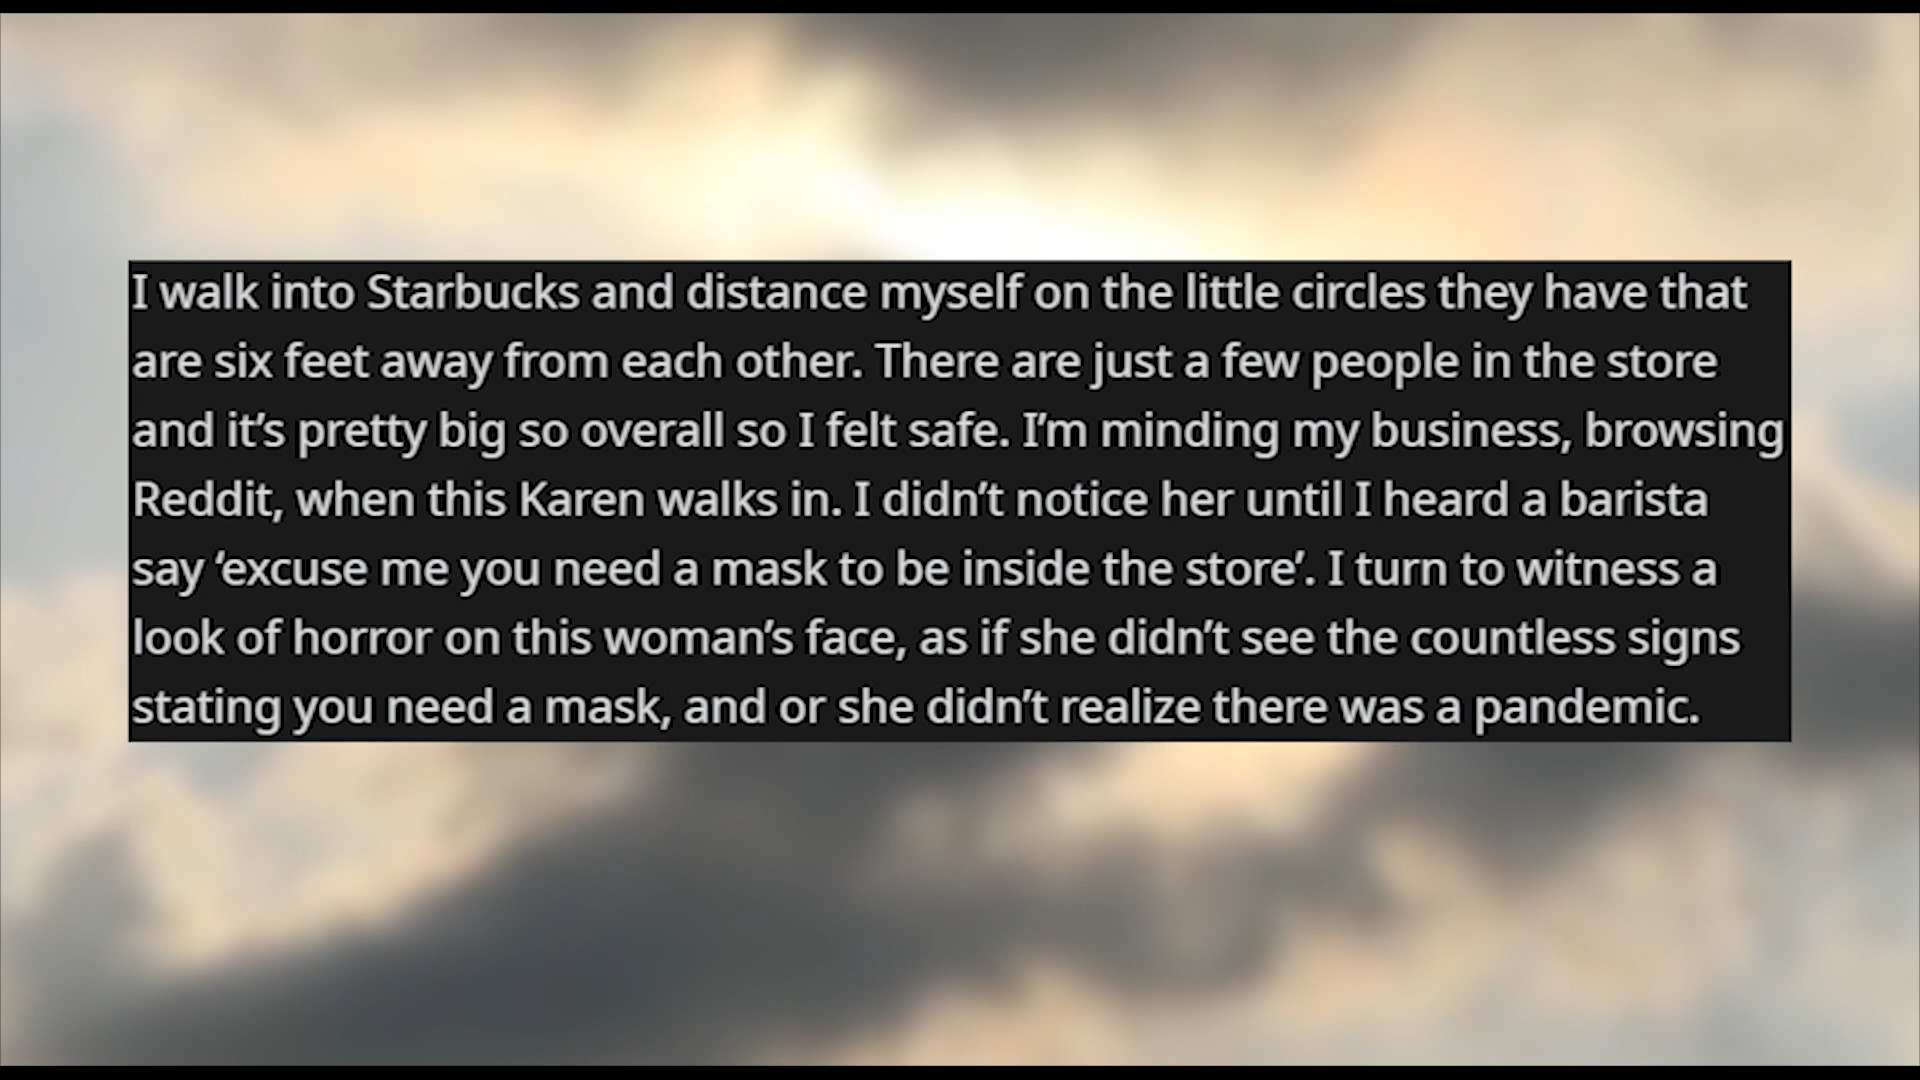 I walk into Starbucks and distance myself on the little circles they have that
are six feet away from each other. There are just a few people in the store
and it’s pretty big so overall so I felt safe. I’m minding my business, browsing
Reddit, when this Karen walks in. I didn’t notice her until I heard a barista
say ‘excuse me you need a mask to be inside the store’. I turn to witness a
look of horror on this woman’s face, as if she didn’t see the countless signs
stating you need a mask, and or she didn’t realize there was a pandemic.